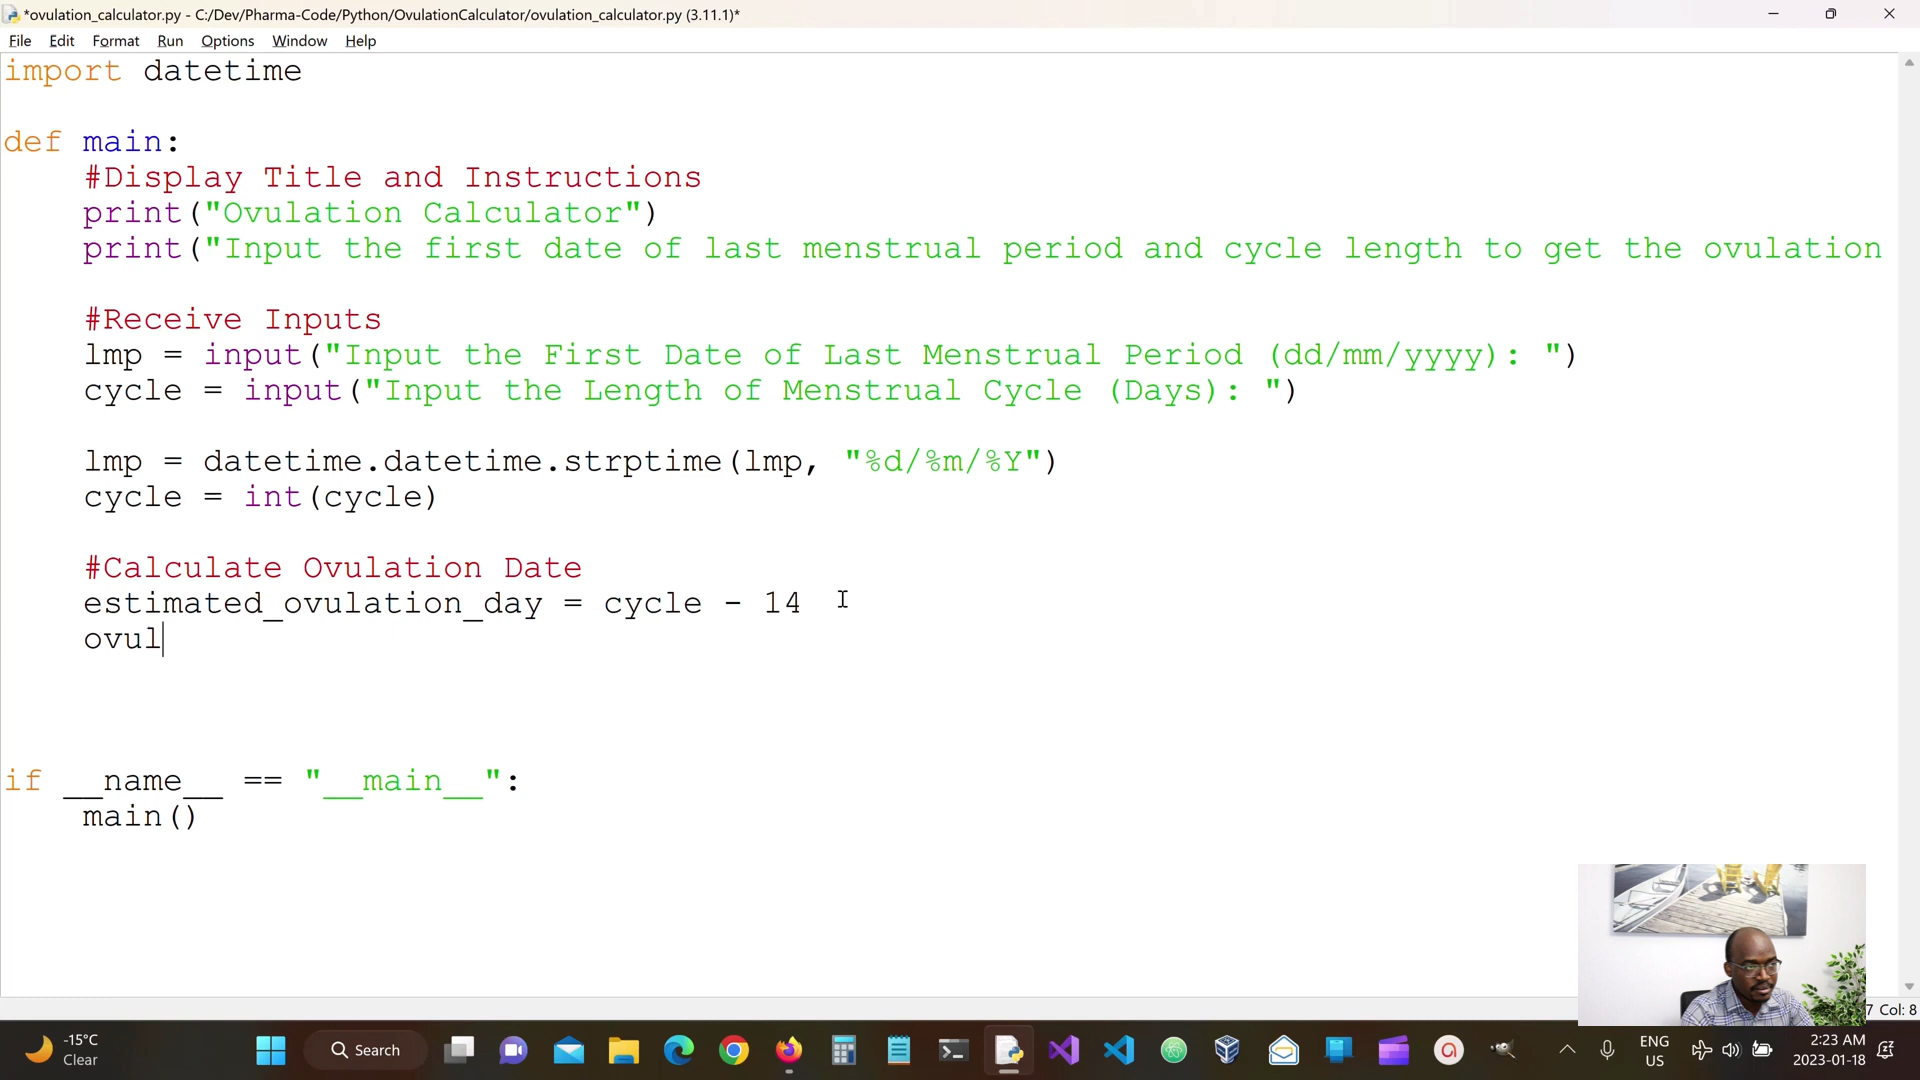 *ovulation_calculator.py - C:/Dev/Pharma-Code/Python/OvulationCalculator/ovulation_calculator.py (3.11.1)*
File Edit Format Run Options Window Help
import datetime
def main:
#Display Title and Instructions
print("Ovulation Calculator")
print("Input the first date of last menstrual period and cycle length to get the ovulation
#Receive Inputs
lmp = input("Input the First Date of Last Menstrual Period (dd/mm/yyyy): ")
cycle = input("Input the Length of Menstrual Cycle (Days): ")
lmp = datetime.datetime.strptime(lmp, "%d/%m/%Y")
cycle = int(cycle)
#Calculate Ovulation Date
estimated_ovulation_day = cycle - 14
ovul
if __name__ == "__main__":
main()
7 Col: 8
-15°C
Clear
Search
ENG
US
2:23 AM
2023-01-18